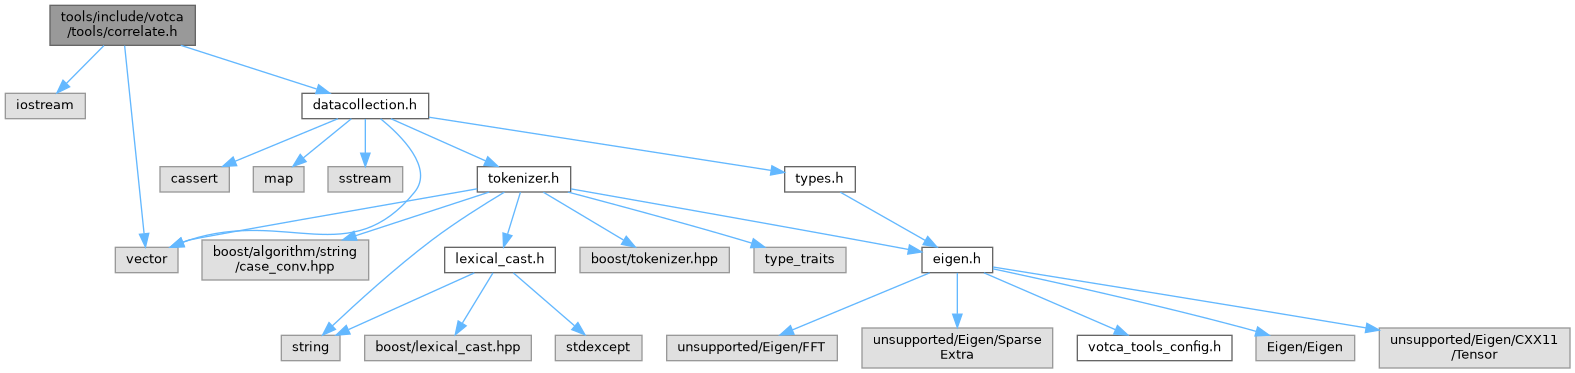 tools/include/votca
/tools/correlate.h
iostream
datacollection.h
cassert
map
sstream
tokenizer.h
types.h
vector
boost/algorithm/string
/case_conv.hpp
lexical_cast.h
boost/tokenizer.hpp
type_traits
eigen.h
string
boost/lexical_cast.hpp
stdexcept
unsupported/Eigen/FFT
unsupported/Eigen/Sparse
Extra
votca_tools_config.h
Eigen/Eigen
unsupported/Eigen/CXX11
/Tensor